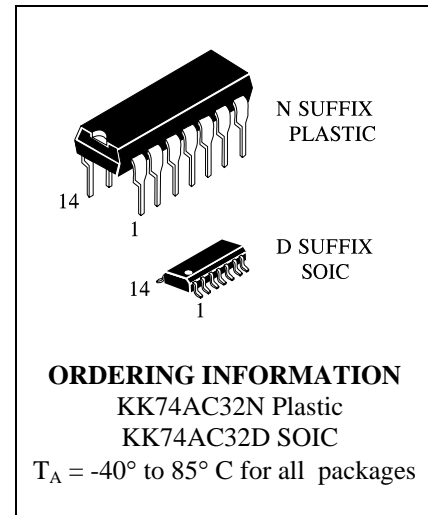 N SUFFIX
PLASTIC
14
1
D SUFFIX
SOIC
14
1
ORDERING INFORMATION
KK74AC32N Plastic
KK74AC32D SOIC
T_A = -40° to 85° C for all packages